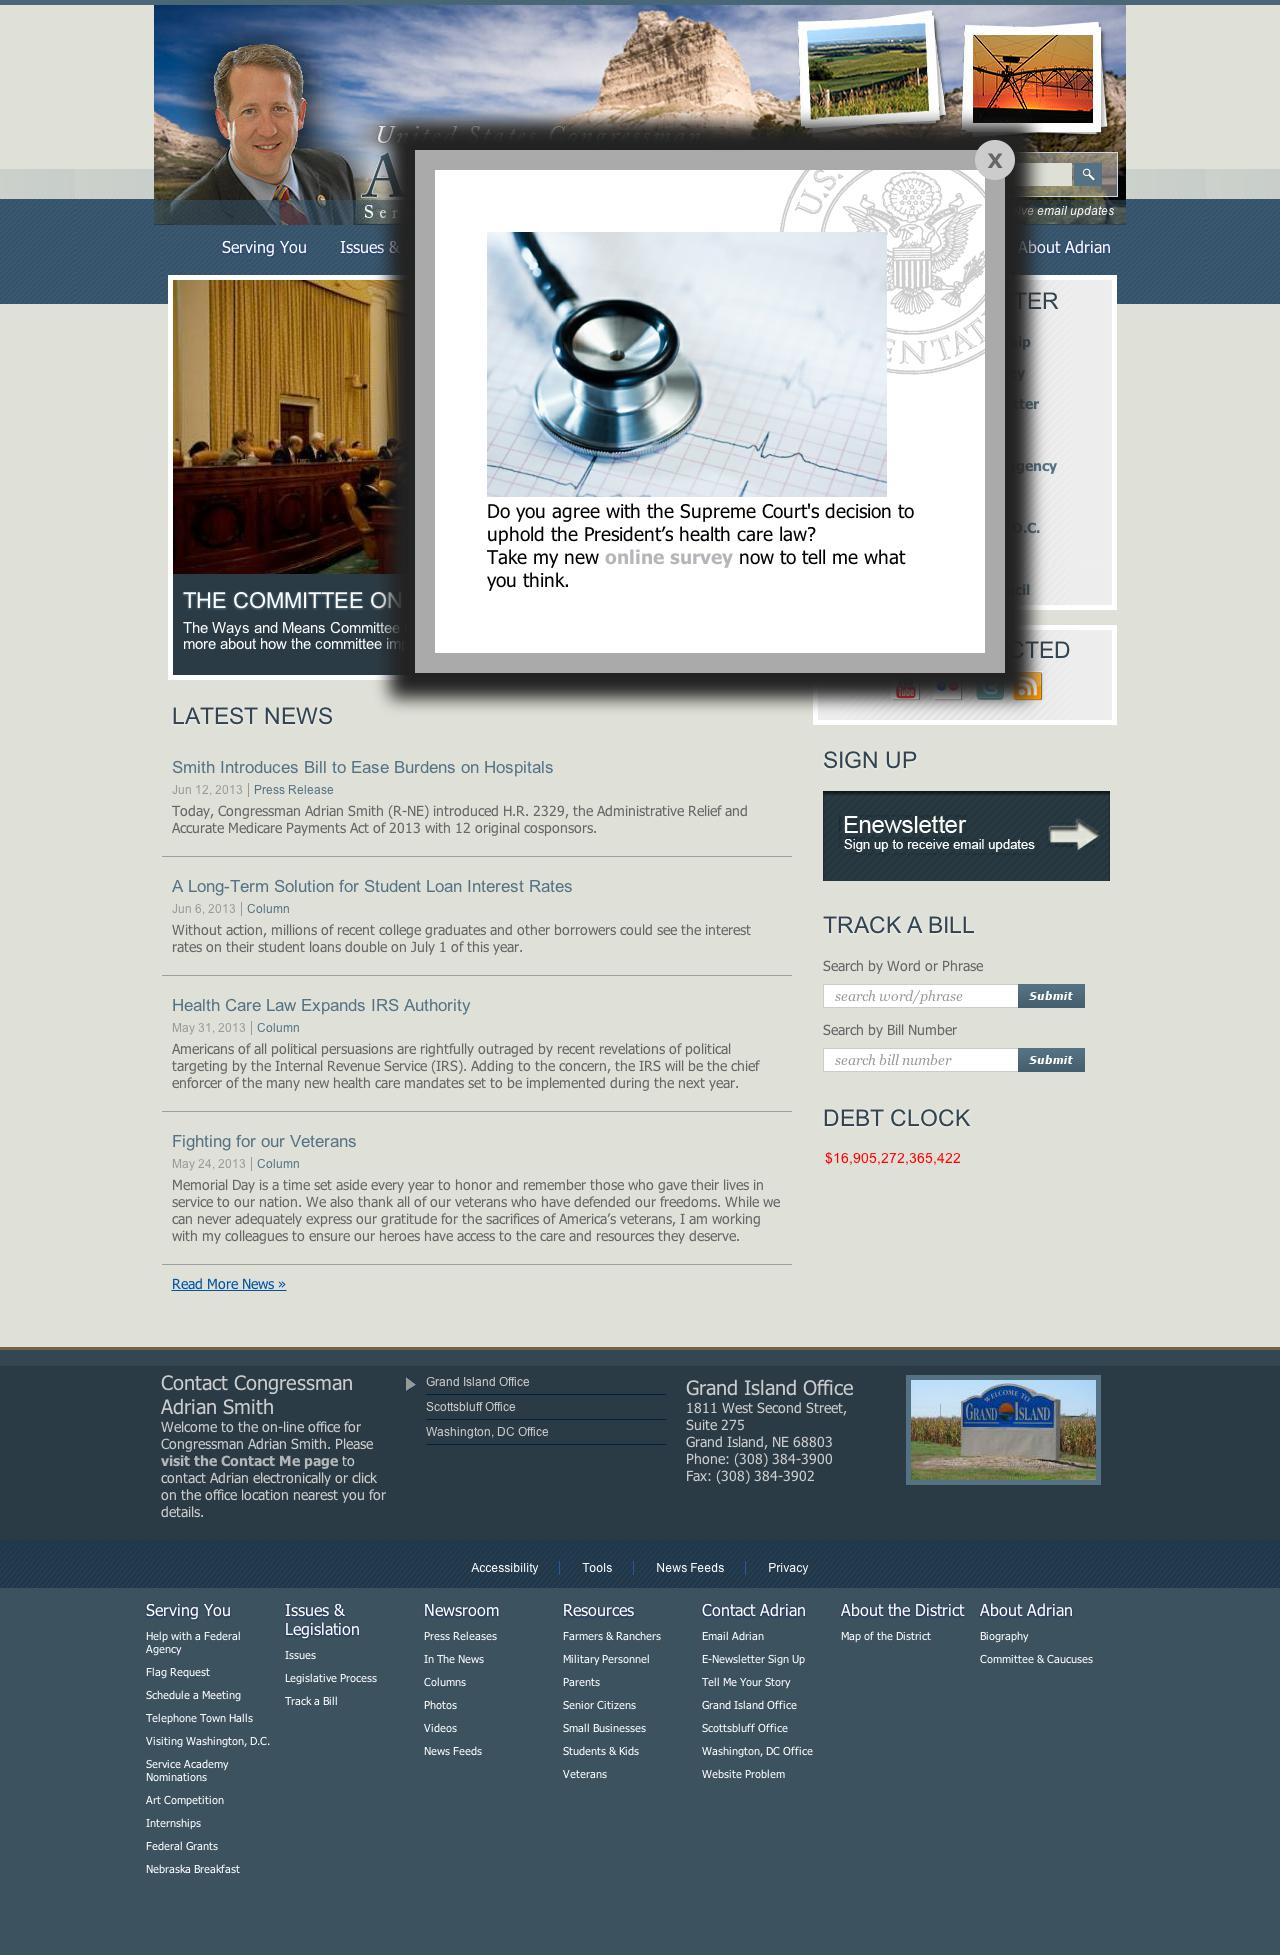 United States Congressman
A
Ser
ive email updates
Serving You
Issues &
About Adrian
U.S.
ENTAT
x
Do you agree with the Supreme Court's decision to
uphold the President’s health care law?
Take my new online survey now to tell me what
you think.
TER
gency
D.C.
CTED
THE COMMITTEE ON
The Ways and Means Committee
more about how the committee
You
Tube
LATEST NEWS
Smith Introduces Bill to Ease Burdens on Hospitals
Jun 12, 2013 | Press Release
Today, Congressman Adrian Smith (R-NE) introduced H.R. 2329, the Administrative Relief and
Accurate Medicare Payments Act of 2013 with 12 original cosponsors.
A Long-Term Solution for Student Loan Interest Rates
Jun 6, 2013 | Column
Without action, millions of recent college graduates and other borrowers could see the interest
rates on their student loans double on July 1 of this year.
Health Care Law Expands IRS Authority
May 31, 2013 | Column
Americans of all political persuasions are rightfully outraged by recent revelations of political
targeting by the Internal Revenue Service (IRS). Adding to the concern, the IRS will be the chief
enforcer of the many new health care mandates set to be implemented during the next year.
Fighting for our Veterans
May 24, 2013 | Column
Memorial Day is a time set aside every year to honor and remember those who gave their lives in
service to our nation. We also thank all of our veterans who have defended our freedoms. While we
can never adequately express our gratitude for the sacrifices of America’s veterans, I am working
with my colleagues to ensure our heroes have access to the care and resources they deserve.
Read More News »
SIGN UP
Enewsletter
Sign up to receive email updates
TRACK A BILL
Search by Word or Phrase
search word/phrase
Submit
Search by Bill Number
search bill number
Submit
DEBT CLOCK
$16,905,272,365,422
Contact Congressman
Adrian Smith
Welcome to the on-line office for
Congressman Adrian Smith. Please
visit the Contact Me page to
contact Adrian electronically or click
on the office location nearest you for
details.
Grand Island Office
Scottsbluff Office
Washington, DC Office
Grand Island Office
1811 West Second Street,
Suite 275
Grand Island, NE 68803
Phone: (308) 384-3900
Fax: (308) 384-3902
WELCOME TO
GRAND ISLAND
Accessibility
Tools
News Feeds
Privacy
Serving You
Help with a Federal
Agency
Flag Request
Schedule a Meeting
Telephone Town Halls
Visiting Washington, D.C.
Service Academy
Nominations
Art Competition
Internships
Federal Grants
Nebraska Breakfast
Issues &
Legislation
Issues
Legislative Process
Track a Bill
Newsroom
Press Releases
In The News
Columns
Photos
Videos
News Feeds
Resources
Farmers & Ranchers
Military Personnel
Parents
Senior Citizens
Small Businesses
Students & Kids
Veterans
Contact Adrian
Email Adrian
E-Newsletter Sign Up
Tell Me Your Story
Grand Island Office
Scottsbluff Office
Washington, DC Office
Website Problem
About the District
Map of the District
About Adrian
Biography
Committee & Caucuses